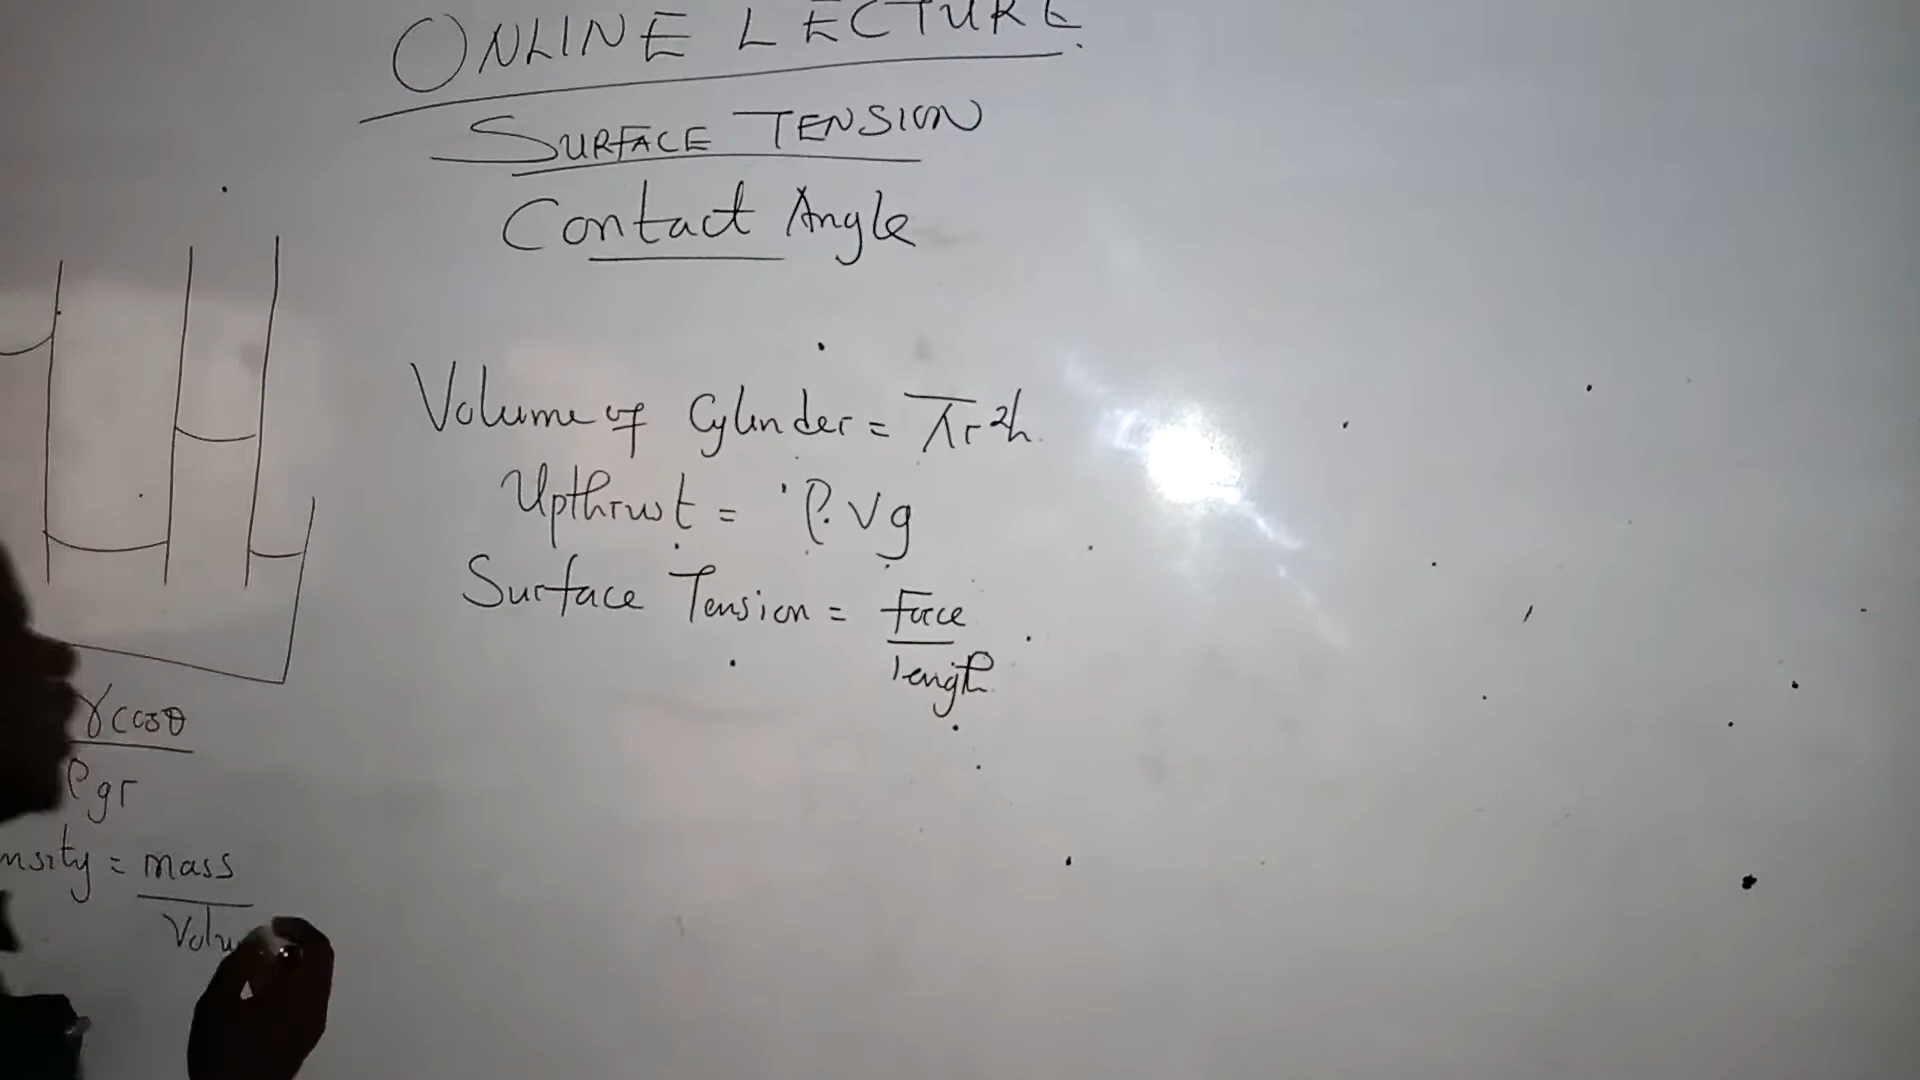 ONLINE LECTURE
SURFACE TENSION
Contact Angle
Volume of Cylinder = πr²h
Upthrust = ρVg
Surface Tension = Force
length
γcosθ
ρgr
nsity = mass
Volu